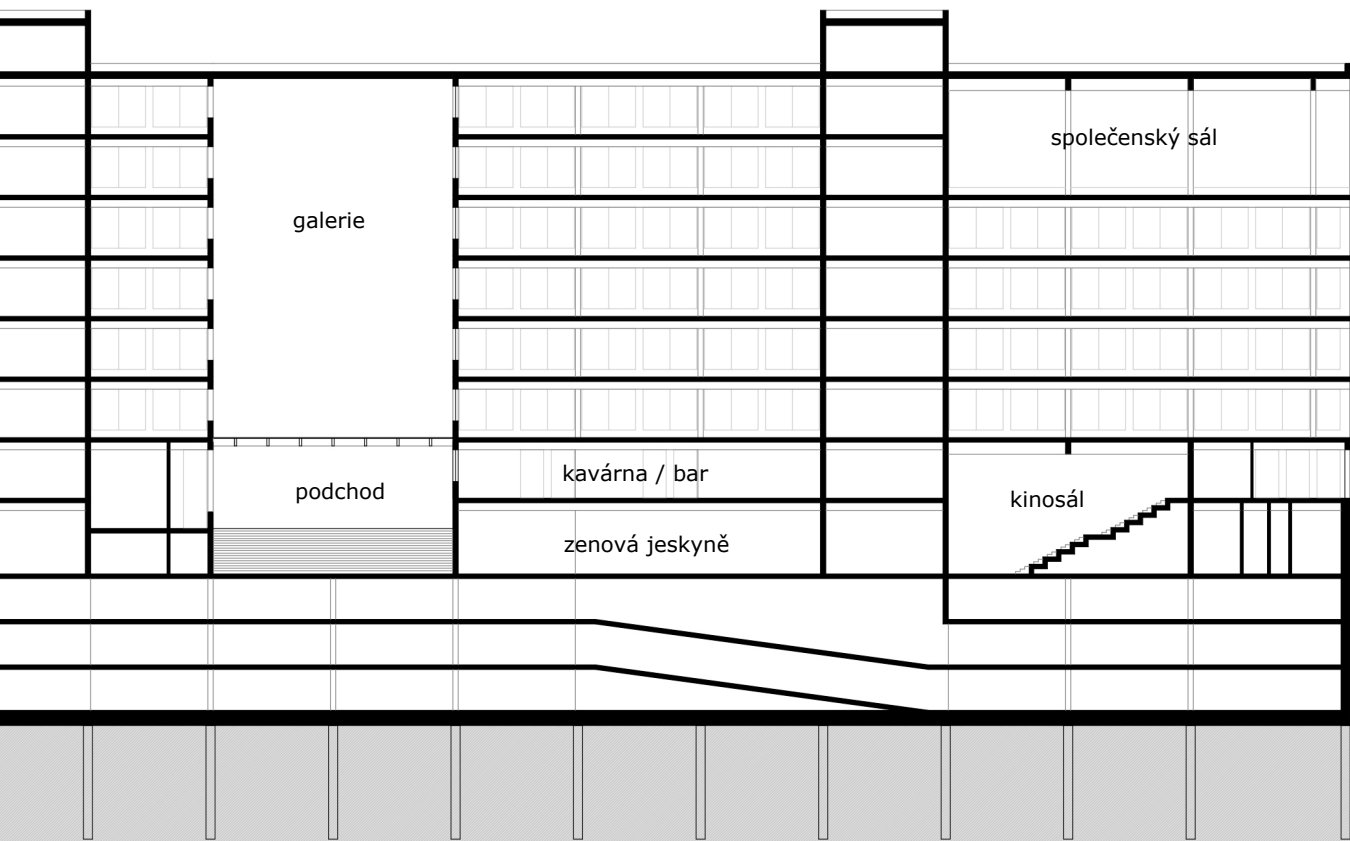 společenský sál
galerie
kavárna / bar
podchod
kinosál
zenová jeskyně